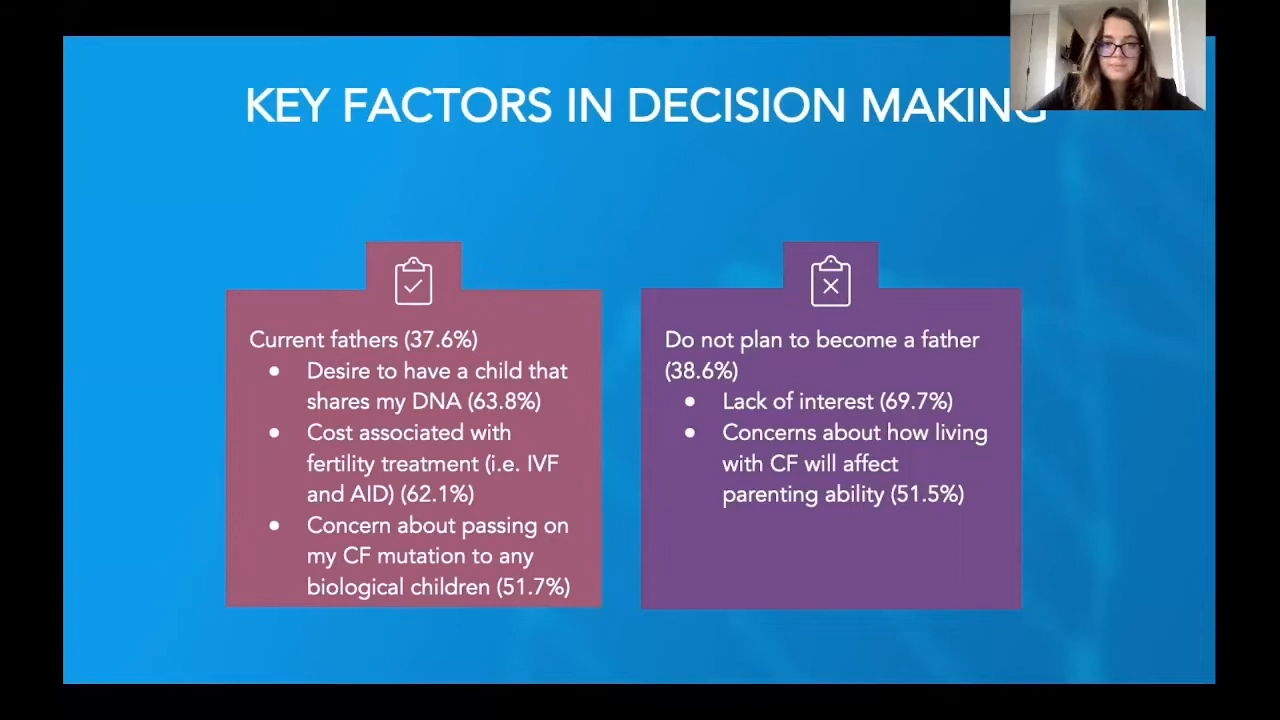 KEY FACTORS IN DECISION MAKING
Current fathers (37.6%)
● Desire to have a child that
shares my DNA (63.8%)
● Cost associated with
fertility treatment (i.e. IVF
and AID) (62.1%)
● Concern about passing on
my CF mutation to any
biological children (51.7%)
Do not plan to become a father
(38.6%)
● Lack of interest (69.7%)
● Concerns about how living
with CF will affect
parenting ability (51.5%)